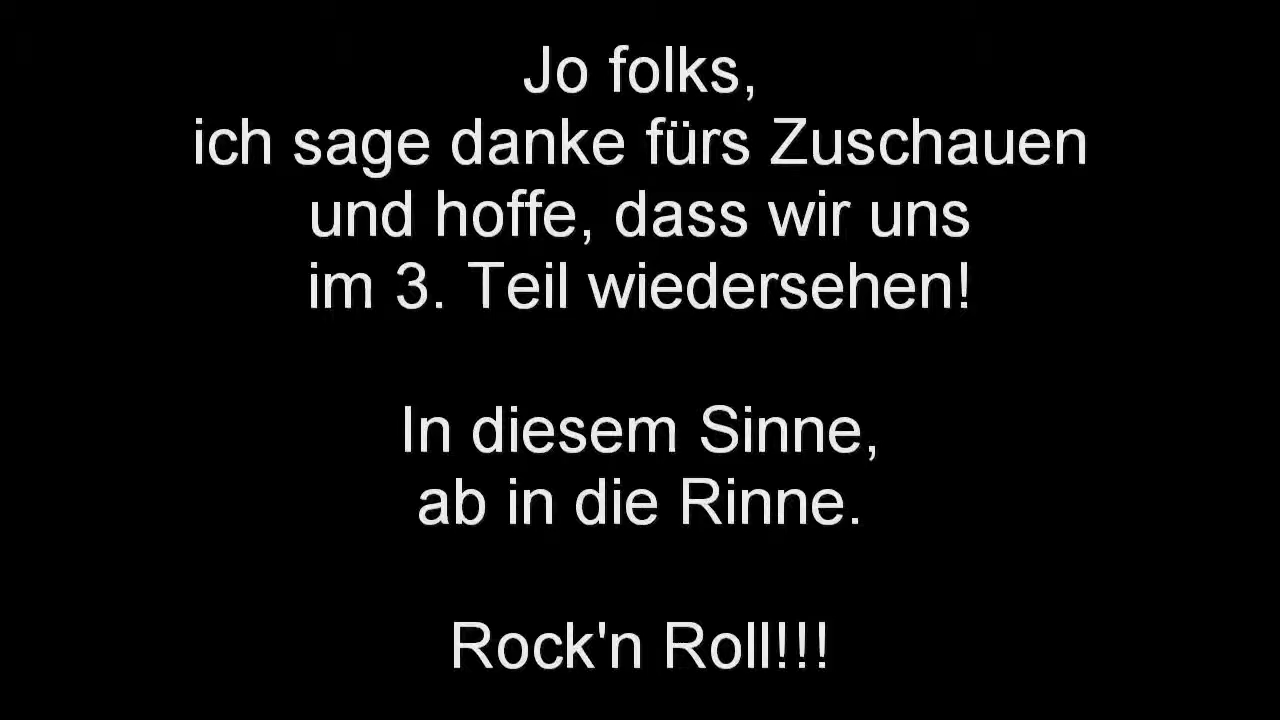 Jo folks,
ich sage danke fürs Zuschauen
und hoffe, dass wir uns
im 3. Teil wiedersehen!
In diesem Sinne,
ab in die Rinne.
Rock'n Roll!!!